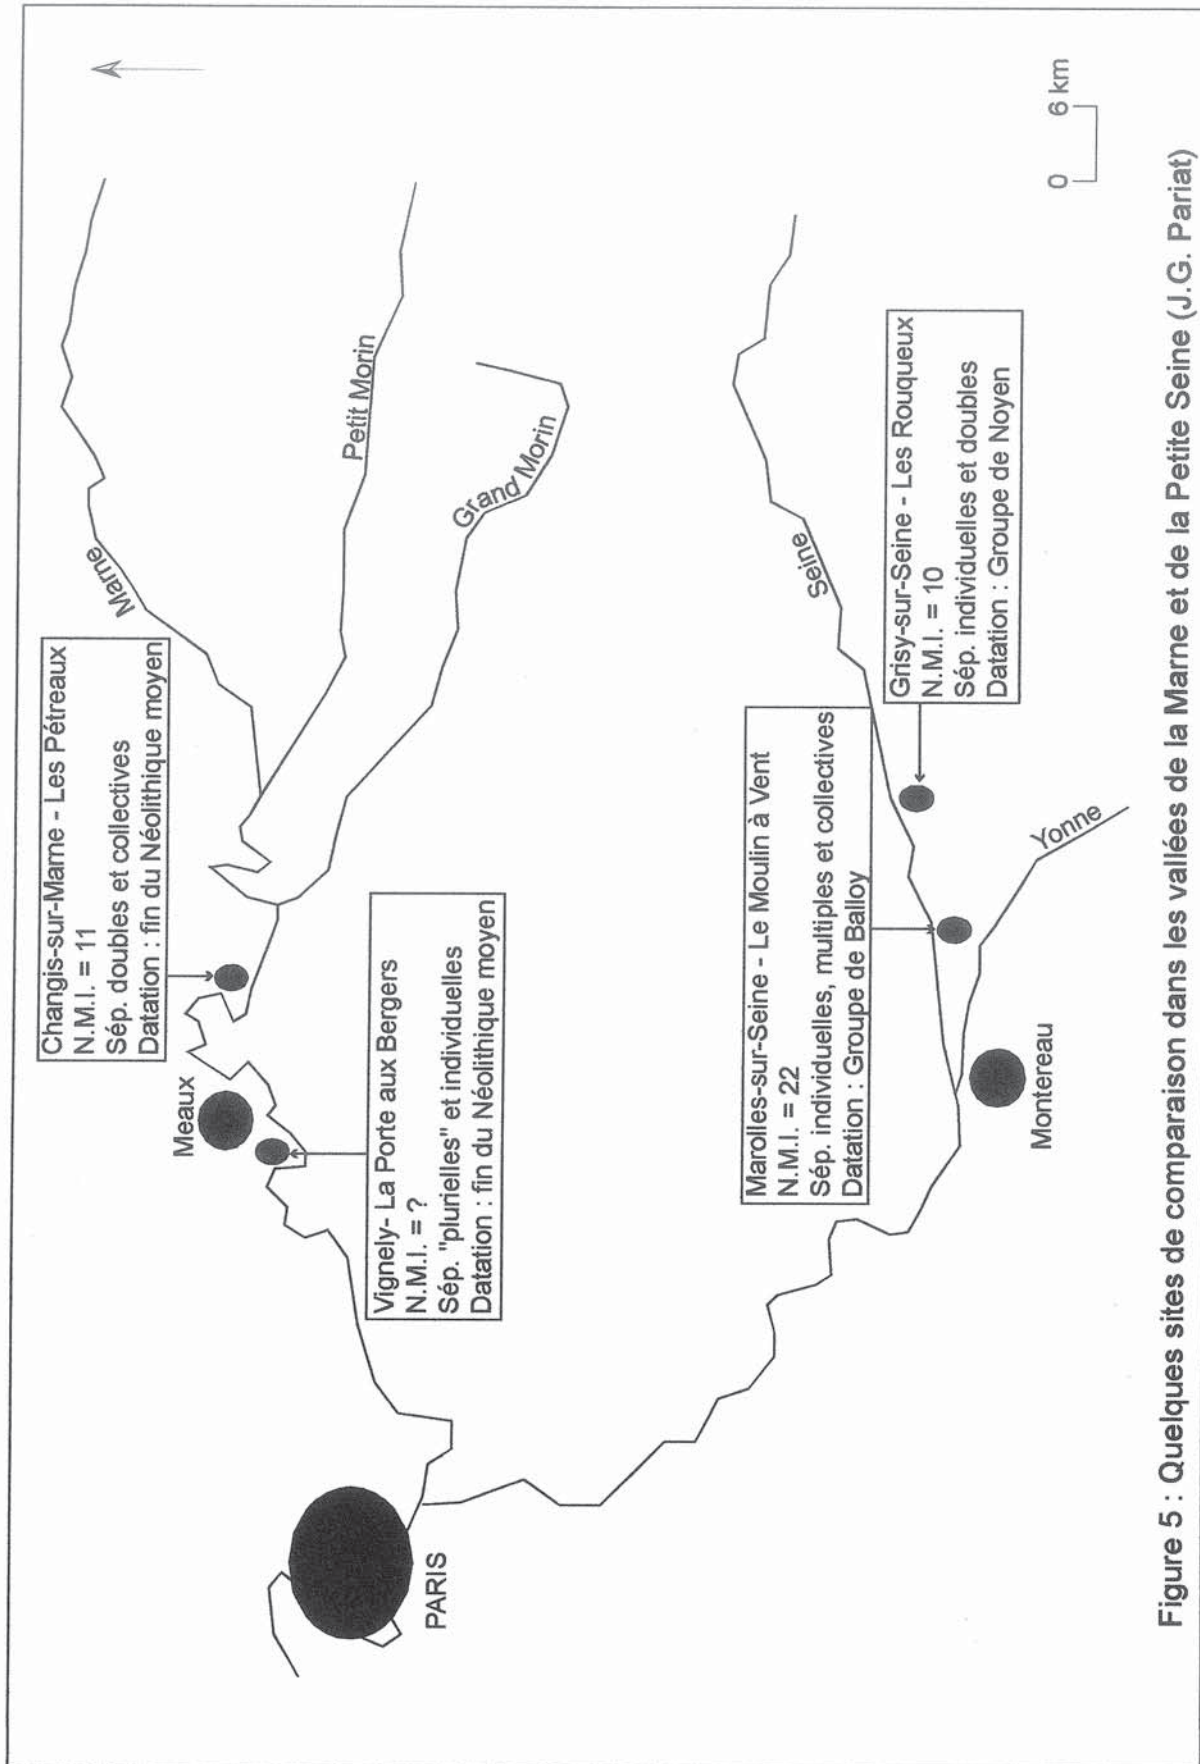 Changis-sur-Marne - Les Pétreaux
N.M.I. = 11
Sép. doubles et collectives
Datation : fin du Néolithique moyen
Marne
Petit Morin
Grand Morin
Meaux
Vignely- La Porte aux Bergers
N.M.I. = ?
Sép. "plurielles" et individuelles
Datation : fin du Néolithique moyen
PARIS
Marolles-sur-Seine - Le Moulin à Vent
N.M.I. = 22
Sép. individuelles, multiples et collectives
Datation : Groupe de Balloy
Seine
Grisy-sur-Seine - Les Rouqueux
N.M.I. = 10
Sép. individuelles et doubles
Datation : Groupe de Noyen
Yonne
Montereau
0 6 km
Figure 5 : Quelques sites de comparaison dans les vallées de la Marne et de la Petite Seine (J.G. Pariat)